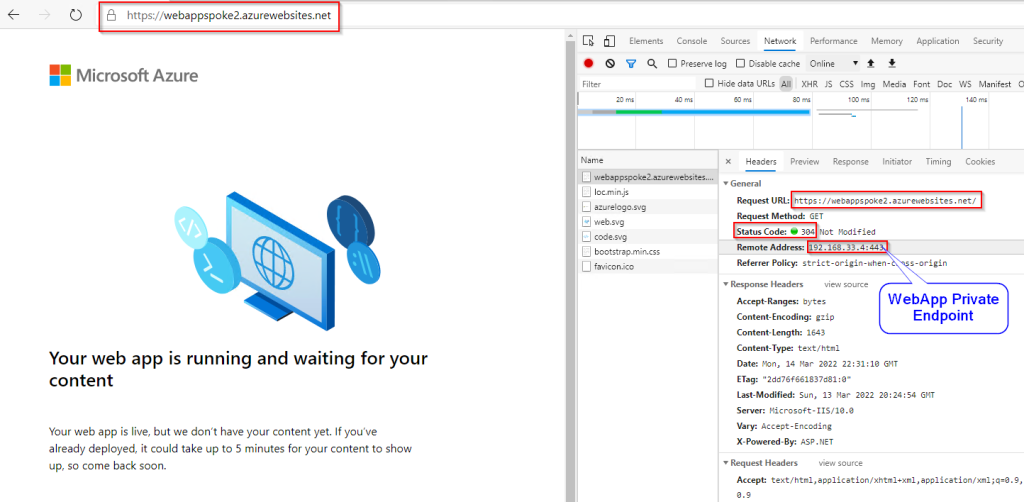 https://webappspoke2.azurewebsites.net
Microsoft Azure
Your web app is running and waiting for your
content
Your web app is live, but we don't have your content yet. If you've
already deployed, it could take up to 5 minutes for your content to show
up, so come back soon.
Elements Console Sources Network Performance Memory Application Security
Preserve log Disable cache Online
Filter Hide data URLs All XHR JS CSS Img Media Font Doc WS Manifest O
20 ms 40 ms 60 ms 80 ms 100 ms 120 ms 140 ms
Name
webappspoke2.azurewebsites....
loc.min.js
azurelogo.svg
web.svg
code.svg
bootstrap.min.css
favicon.ico
× Headers Preview Response Initiator Timing Cookies
General
Request URL: https://webappspoke2.azurewebsites.net/
Request Method: GET
Status Code: 304 Not Modified
Remote Address: 192.168.33.4:443
Referrer Policy: strict-origin-when-cross-origin
WebApp Private
Endpoint
Response Headers view source
Accept-Ranges: bytes
Content-Encoding: gzip
Content-Length: 1643
Content-Type: text/html
Date: Mon, 14 Mar 2022 22:31:10 GMT
ETag: "2dd76f661837d81:0"
Last-Modified: Sun, 13 Mar 2022 20:24:54 GMT
Server: Microsoft-IIS/10.0
Vary: Accept-Encoding
X-Powered-By: ASP.NET
Request Headers view source
Accept: text/html,application/xhtml+xml,application/xml;q=0.9,
0.9